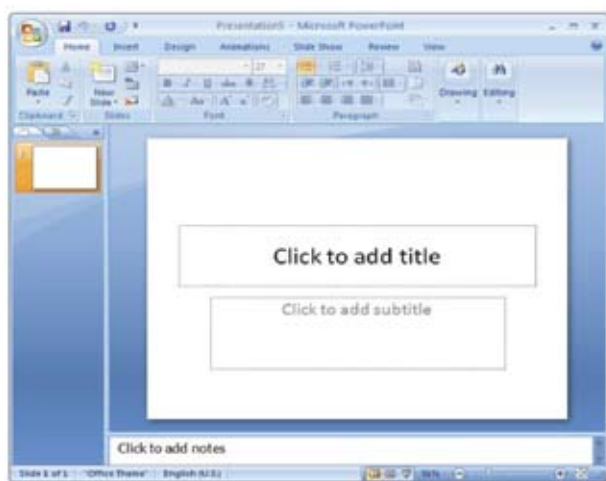 Presentation5 - Microsoft PowerPoint
Home Insert Design Animations Slide Show Review View
Paste New Slide Drawing Editing
Clipboard Slides Font Paragraph
Click to add title
Click to add subtitle
Click to add notes
Slide 1 of 1 "Office Theme" English (U.S.)